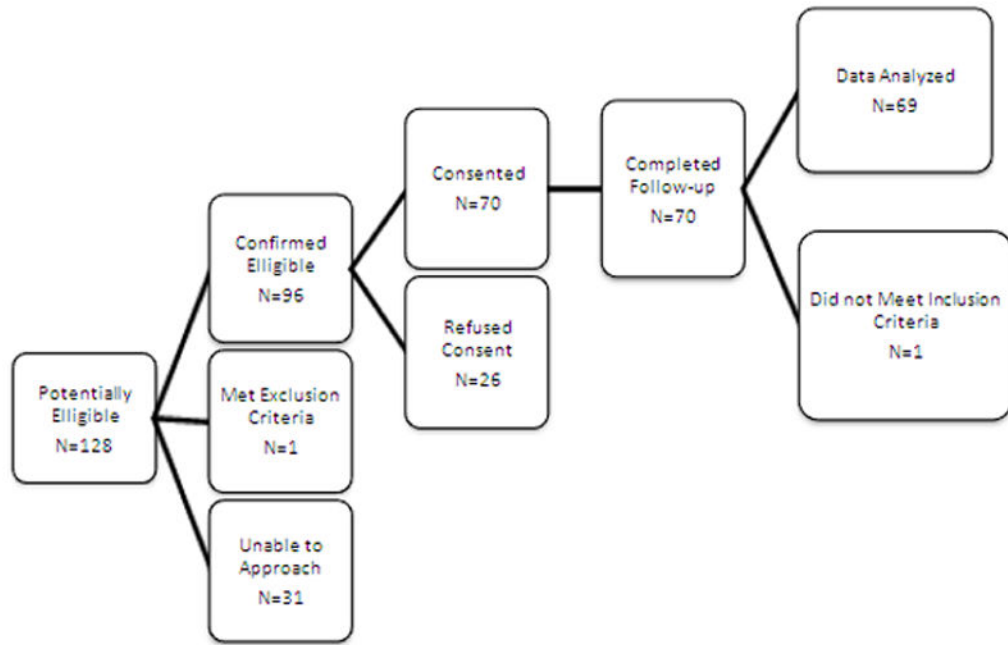 Potentially
Elligible
N=128
Confirmed
Elligible
N=96
Met Exclusion
Criteria
N=1
Unable to
Approach
N=31
Consented
N=70
Refused
Consent
N=26
Completed
Follow-up
N=70
Data Analyzed
N=69
Did not Meet Inclusion
Criteria
N=1